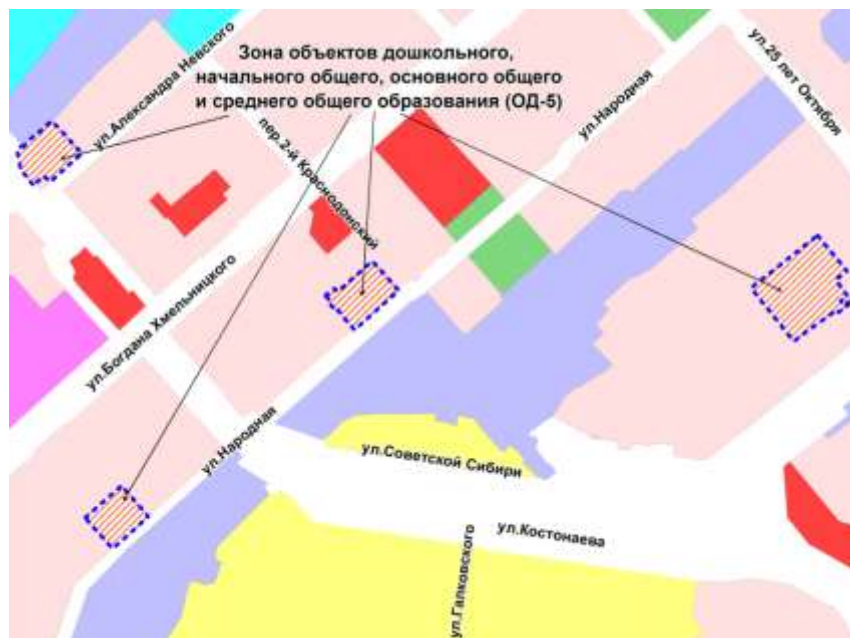 Зона объектов дошкольного,
начального общего, основного общего
и среднего общего образования (ОД-5)
ул.Александра Невского
пер.2-й Краснодонский
ул.Народная
ул.25 лет Октября
ул.Богдана Хмельницкого
ул.Народная
ул.Советской Сибири
ул.Костонаева
ул.Галковского